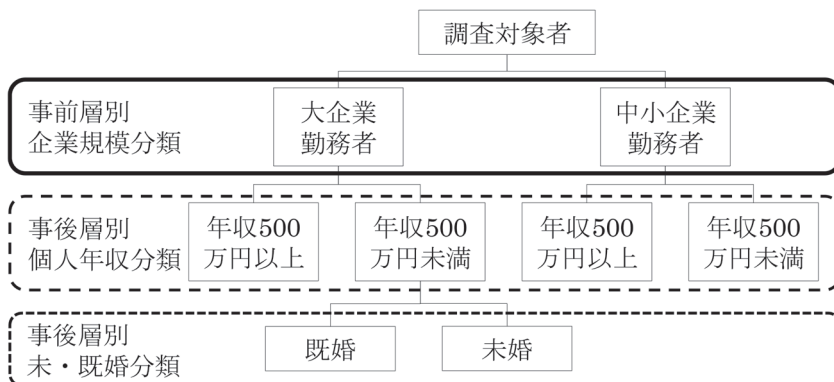 調査対象者
事前層別
企業規模分類
大企業
勤務者
中小企業
勤務者
事後層別
個人年収分類
年収500
万円以上
年収500
万円未満
年収500
万円以上
年収500
万円未満
事後層別
未・既婚分類
既婚
未婚